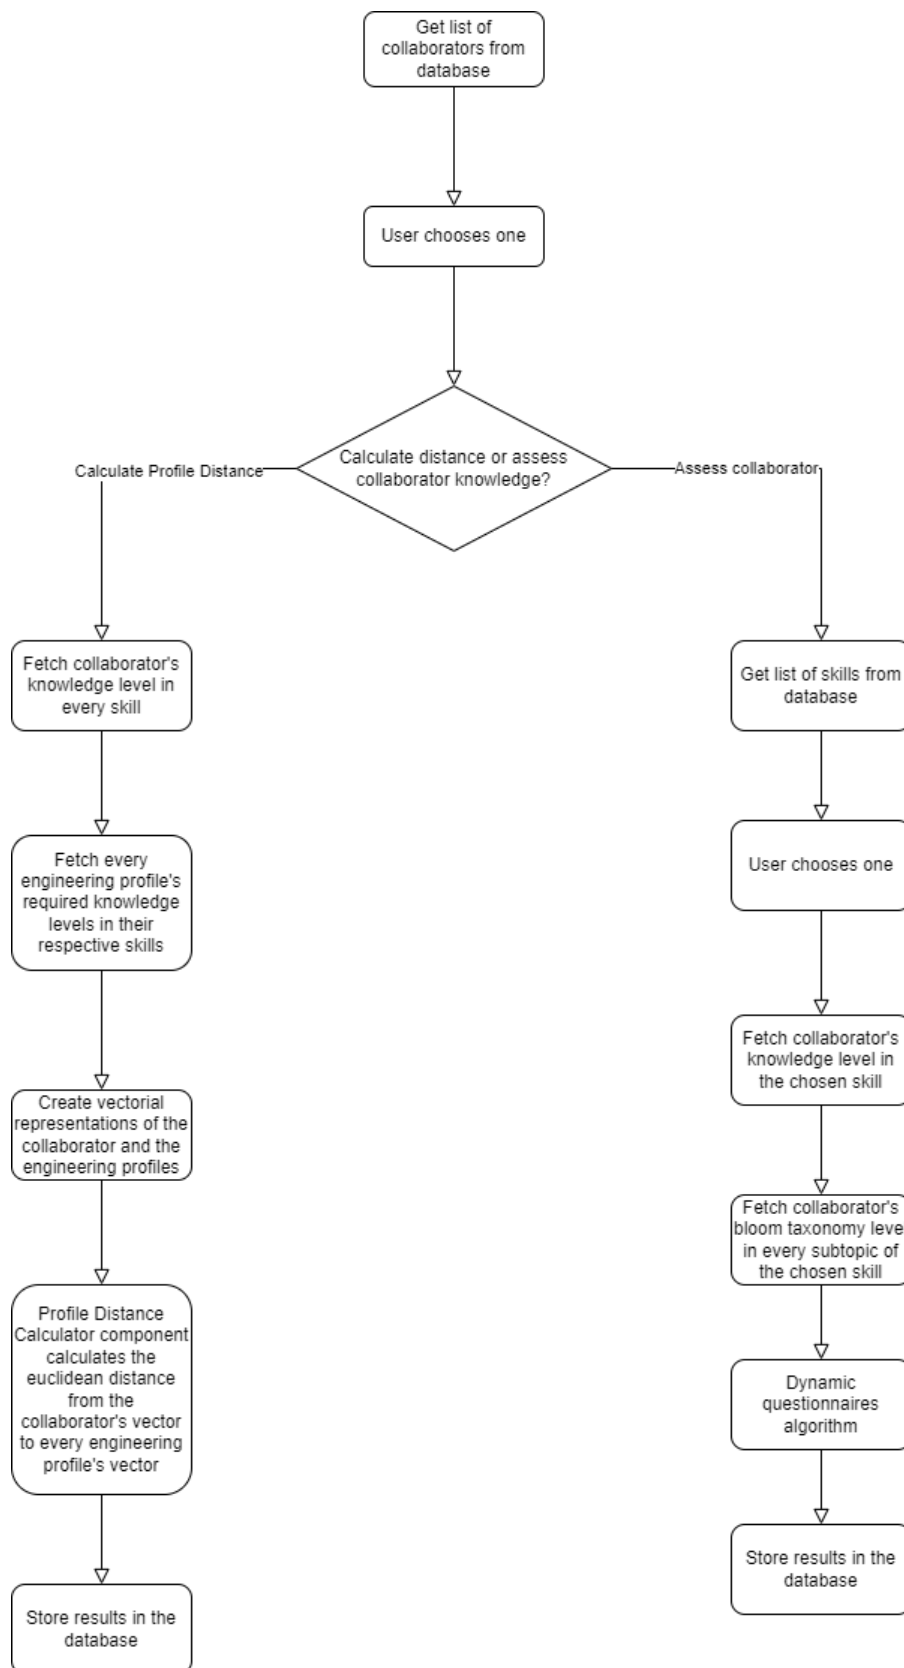 Get list of
collaborators from
database
User chooses one
Calculate distance or assess
collaborator knowledge?
Calculate Profile Distance
Assess collaborator
Fetch collaborator's
knowledge level in
every skill
Fetch every
engineering profile's
required knowledge
levels in their
respective skills
Create vectorial
representations of the
collaborator and the
engineering profiles
Profile Distance
Calculator component
calculates the
euclidean distance
from the
collaborator's vector
to every engineering
profile's vector
Store results in the
database
Get list of skills from
database
User chooses one
Fetch collaborator's
knowledge level in
the chosen skill
Fetch collaborator's
bloom taxonomy level
in every subtopic of
the chosen skill
Dynamic
questionnaires
algorithm
Store results in the
database